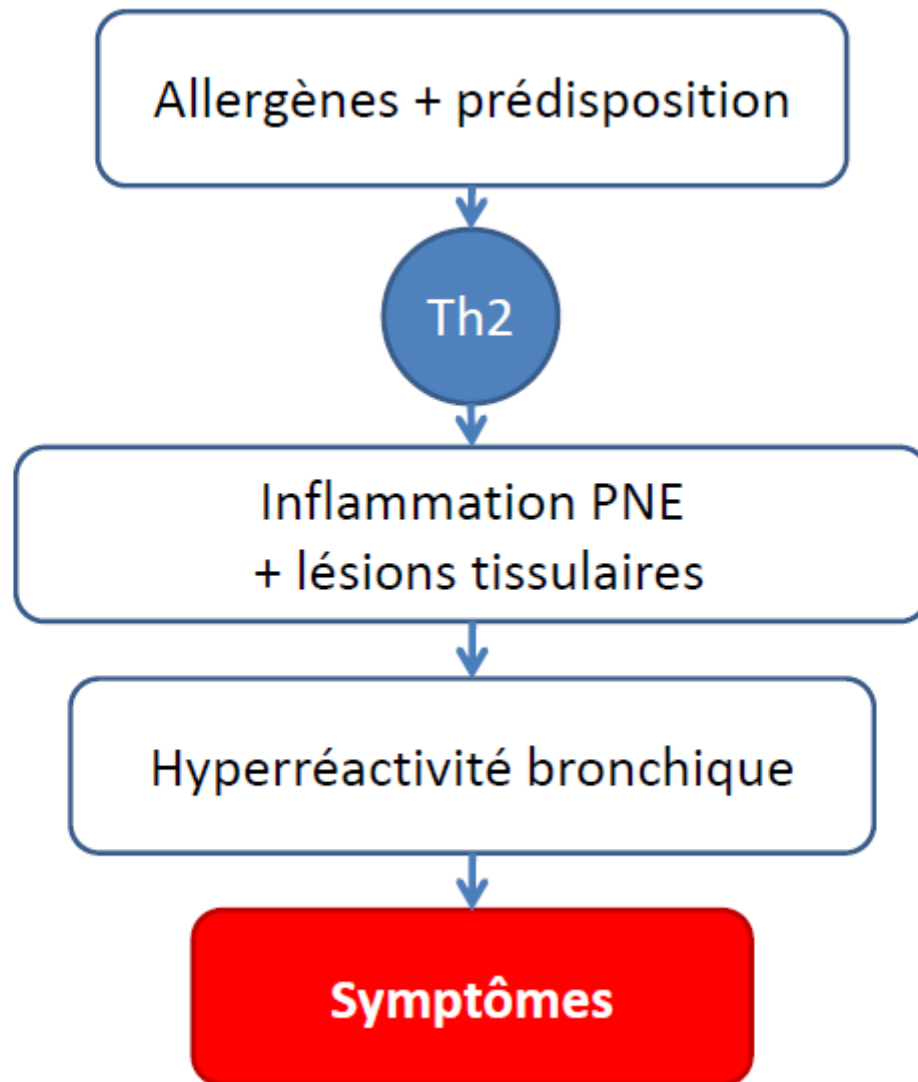 Allergènes + prédisposition
Th2
Inflammation PNE
+ lésions tissulaires
Hyperréactivité bronchique
Symptômes